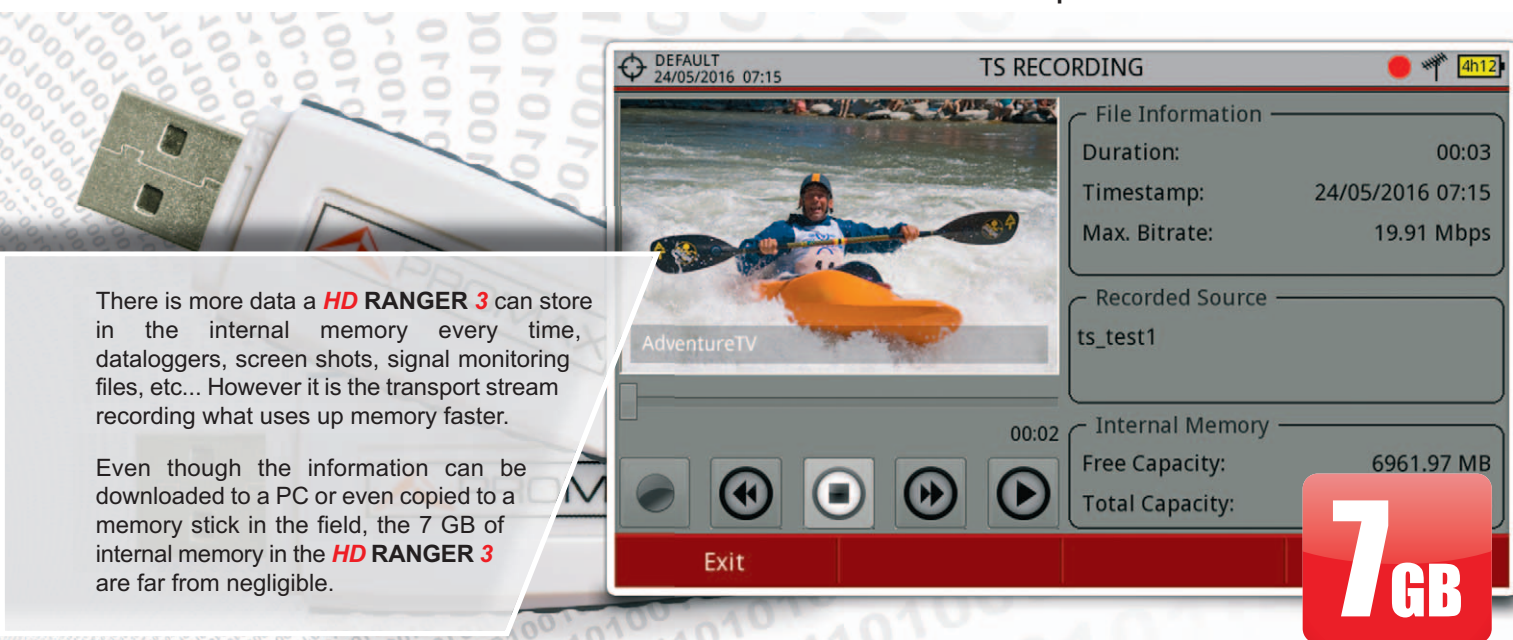 DEFAULT
24/05/2016 07:15
TS RECORDING
4h12
File Information
Duration: 00:03
Timestamp: 24/05/2016 07:15
Max. Bitrate: 19.91 Mbps
Recorded Source
ts_test1
AdventureTV
00:02
Internal Memory
Free Capacity: 6961.97 MB
Total Capacity:
Exit
7GB
PROMAX
There is more data a HD RANGER 3 can store
in the internal memory every time,
dataloggers, screen shots, signal monitoring
files, etc... However it is the transport stream
recording what uses up memory faster.
Even though the information can be
downloaded to a PC or even copied to a
memory stick in the field, the 7 GB of
internal memory in the HD RANGER 3
are far from negligible.